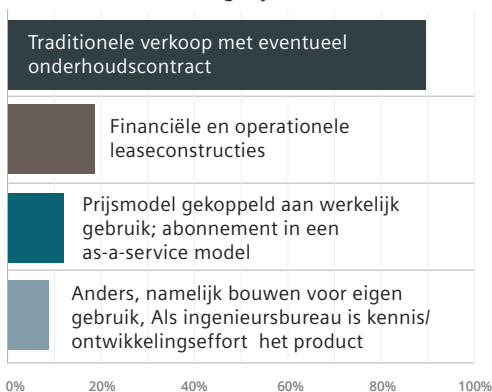 Traditionele verkoop met eventueel
onderhoudscontract
Financiële en operationele
leaseconstructies
Prijsmodel gekoppeld aan werkelijk
gebruik; abonnement in een
as-a-service model
Anders, namelijk bouwen voor eigen
gebruik, Als ingenieursbureau is kennis/
ontwikkelingseffort het product
0% 20% 40% 60% 80% 100%